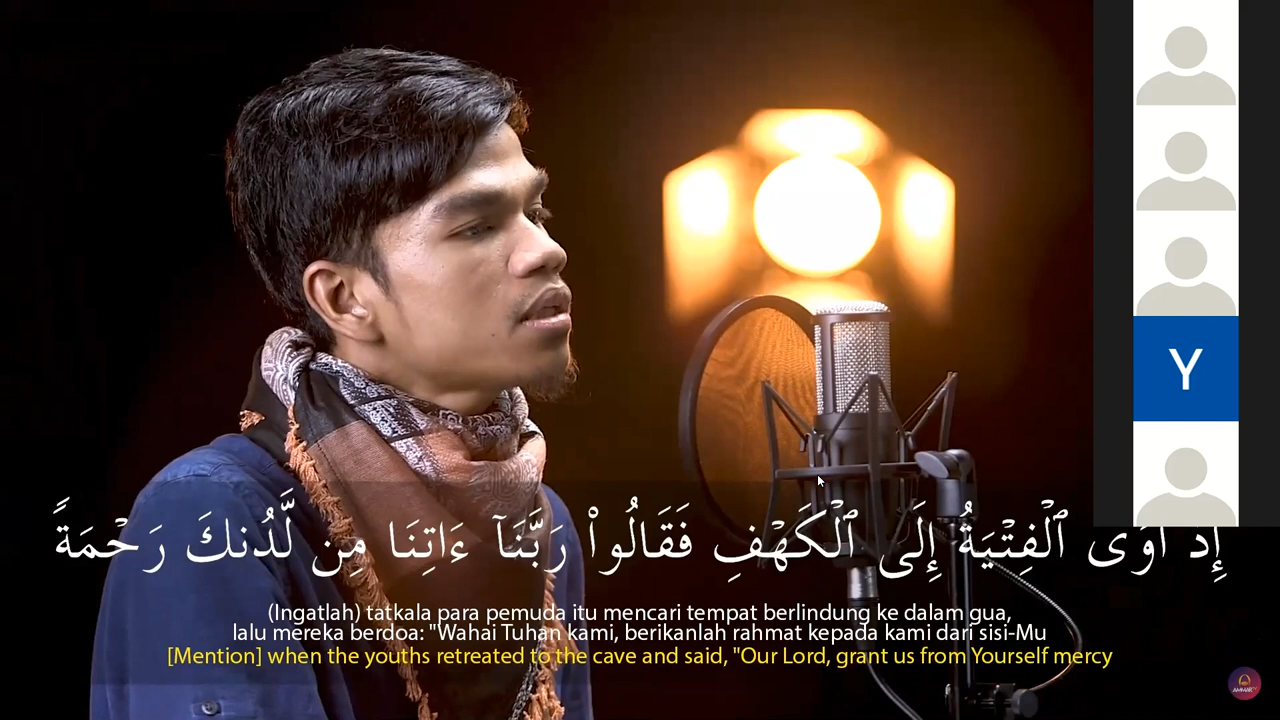 Y
إِذْ أَوَى ٱلْفِتْيَةُ إِلَى ٱلْكَهْفِ فَقَالُوا۟ رَبَّنَآ ءَاتِنَا مِن لَّدُنكَ رَحْمَةً
(Ingatlah) tatkala para pemuda itu mencari tempat berlindung ke dalam gua,
lalu mereka berdoa: "Wahai Tuhan kami, berikanlah rahmat kepada kami dari sisi-Mu
[Mention] when the youths retreated to the cave and said, "Our Lord, grant us from Yourself mercy
AMMAR TV